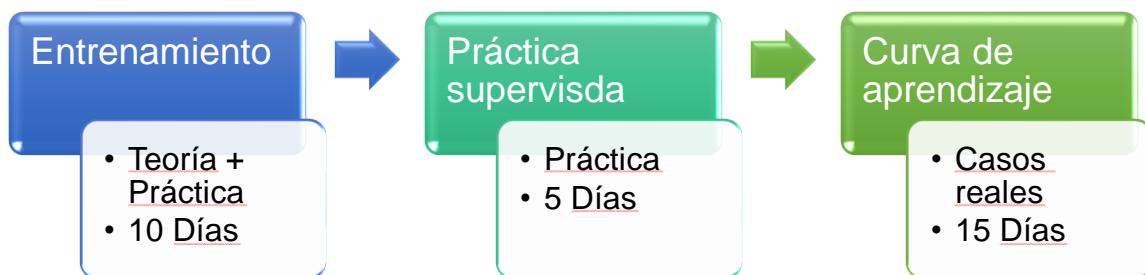 Entrenamiento
• Teoría +
Práctica
• 10 Días
Práctica
supervisda
• Práctica
• 5 Días
Curva de
aprendizaje
• Casos
reales
• 15 Días